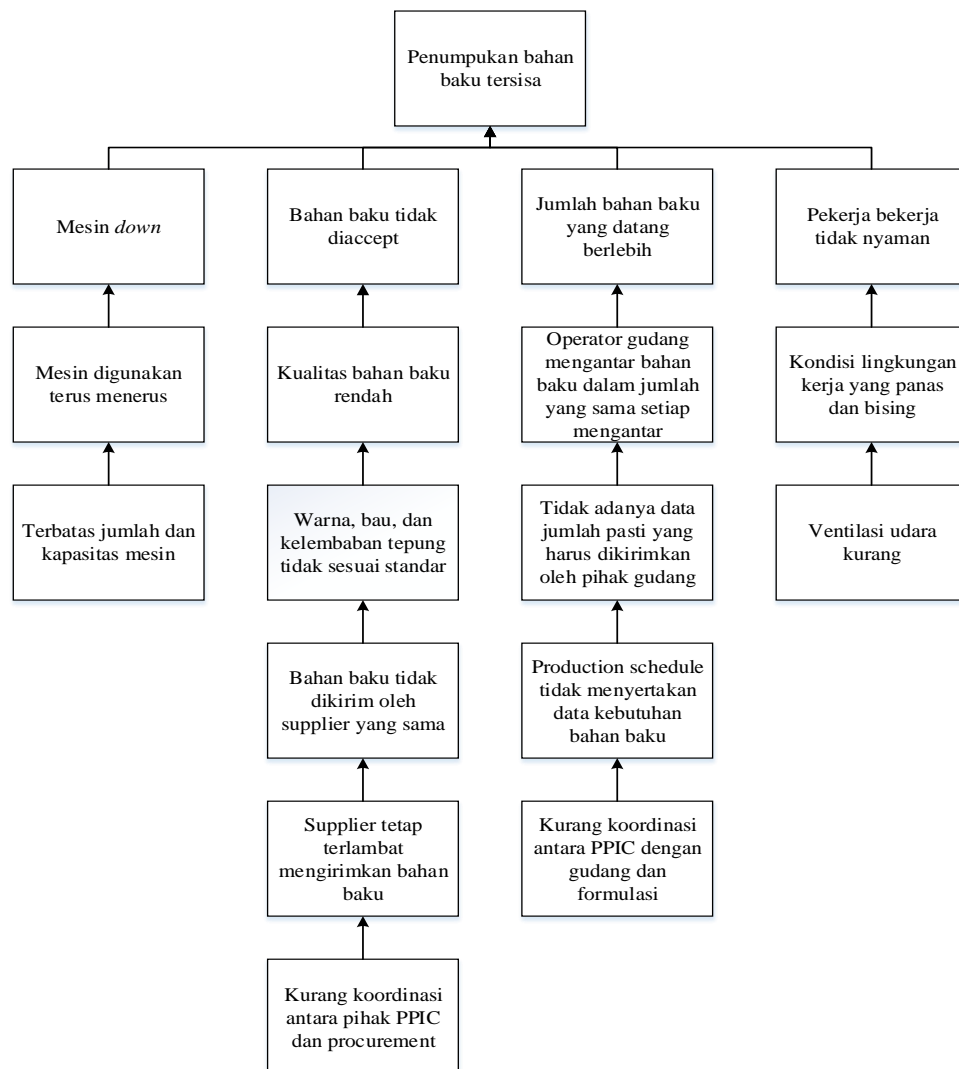 Penumpukan bahan
baku tersisa
Mesin down
Bahan baku tidak
diaccept
Jumlah bahan baku
yang datang
berlebih
Pekerja bekerja
tidak nyaman
Mesin digunakan
terus menerus
Kualitas bahan baku
rendah
Operator gudang
mengantar bahan
baku dalam jumlah
yang sama setiap
mengantar
Kondisi lingkungan
kerja yang panas
dan bising
Terbatas jumlah dan
kapasitas mesin
Warna, bau, dan
kelembaban tepung
tidak sesuai standar
Tidak adanya data
jumlah pasti yang
harus dikirimkan
oleh pihak gudang
Ventilasi udara
kurang
Bahan baku tidak
dikirim oleh
supplier yang sama
Production schedule
tidak menyertakan
data kebutuhan
bahan baku
Supplier tetap
terlambat
mengirimkan bahan
baku
Kurang koordinasi
antara PPIC dengan
gudang dan
formulasi
Kurang koordinasi
antara pihak PPIC
dan procurement